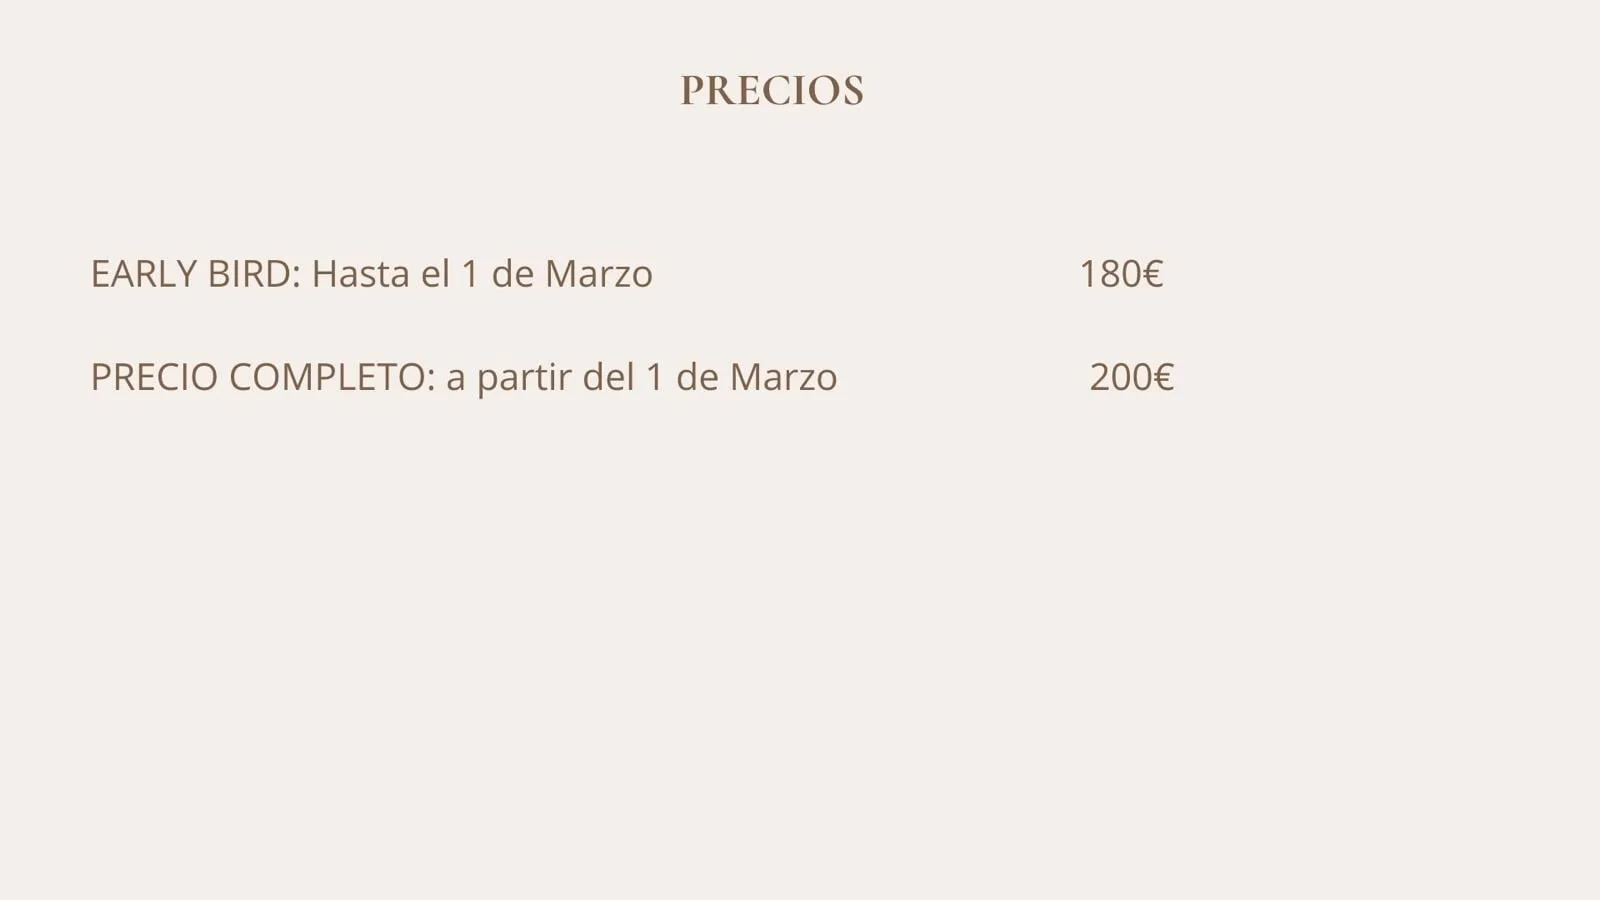 PRECIOS
EARLY BIRD: Hasta el 1 de Marzo 180€
PRECIO COMPLETO: a partir del 1 de Marzo 200€